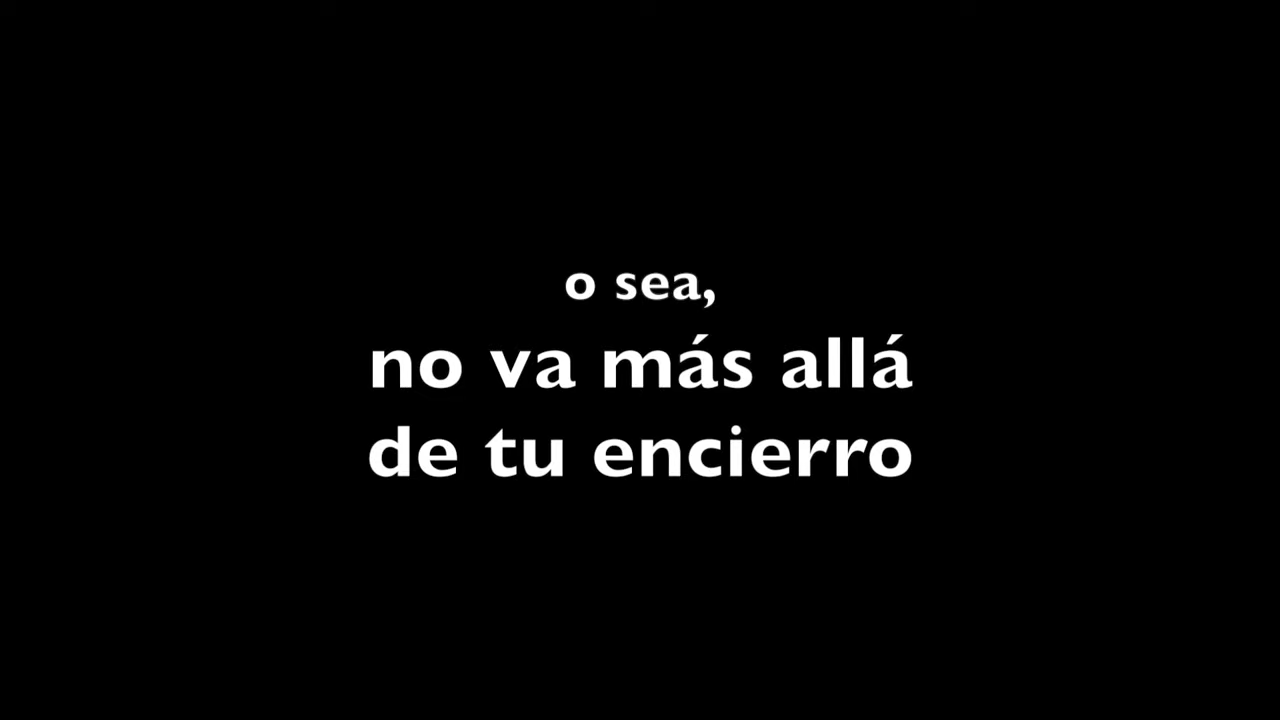 o sea,
no va más allá
de tu encierro